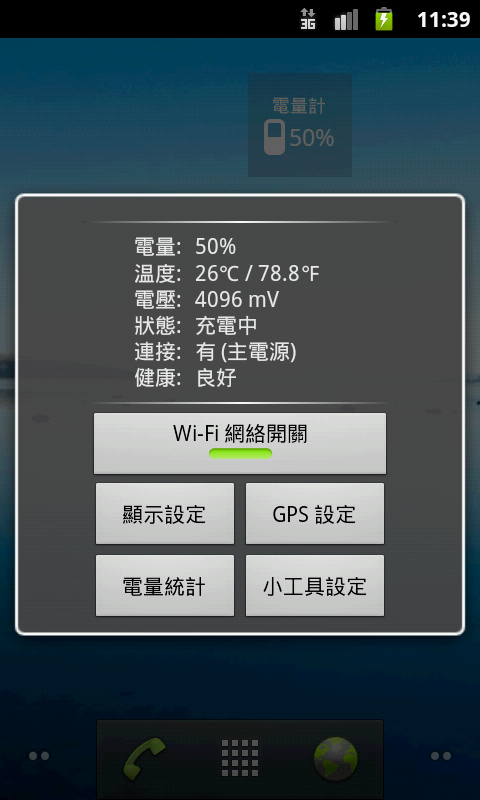 3G
11:39
電量計
50%
電量: 50%
溫度: 26℃ / 78.8℉
電壓: 4096 mV
狀態: 充電中
連接: 有 (主電源)
健康: 良好
Wi-Fi 網絡開關
顯示設定
GPS 設定
電量統計
小工具設定